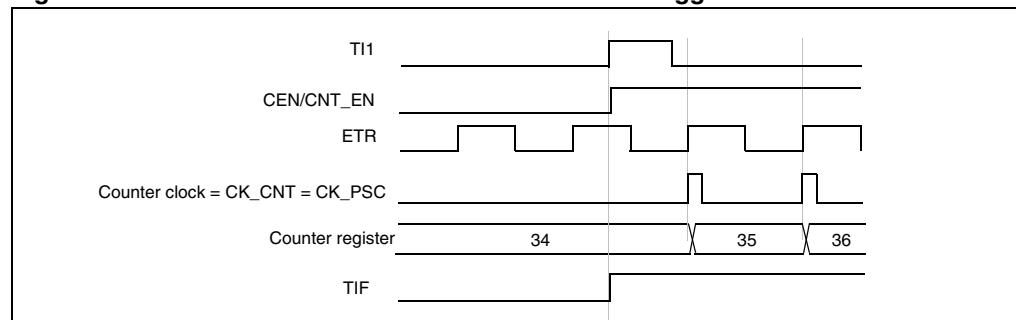 TI1
CEN/CNT_EN
ETR
Counter clock = CK_CNT = CK_PSC
Counter register 34 35 36
TIF